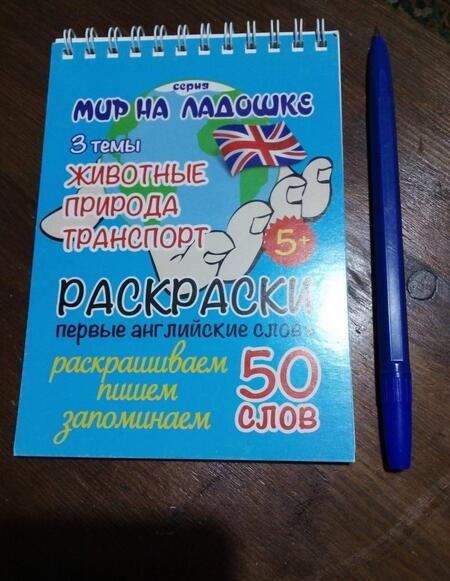 серия
МИР НА ЛАДОШКЕ
3 темы
ЖИВОТНЫЕ
ПРИРОДА
ТРАНСПОРТ
5+
РАСКРАСКИ
первые английские слова
раскрашиваем
пишем
запоминаем
50
СЛОВ